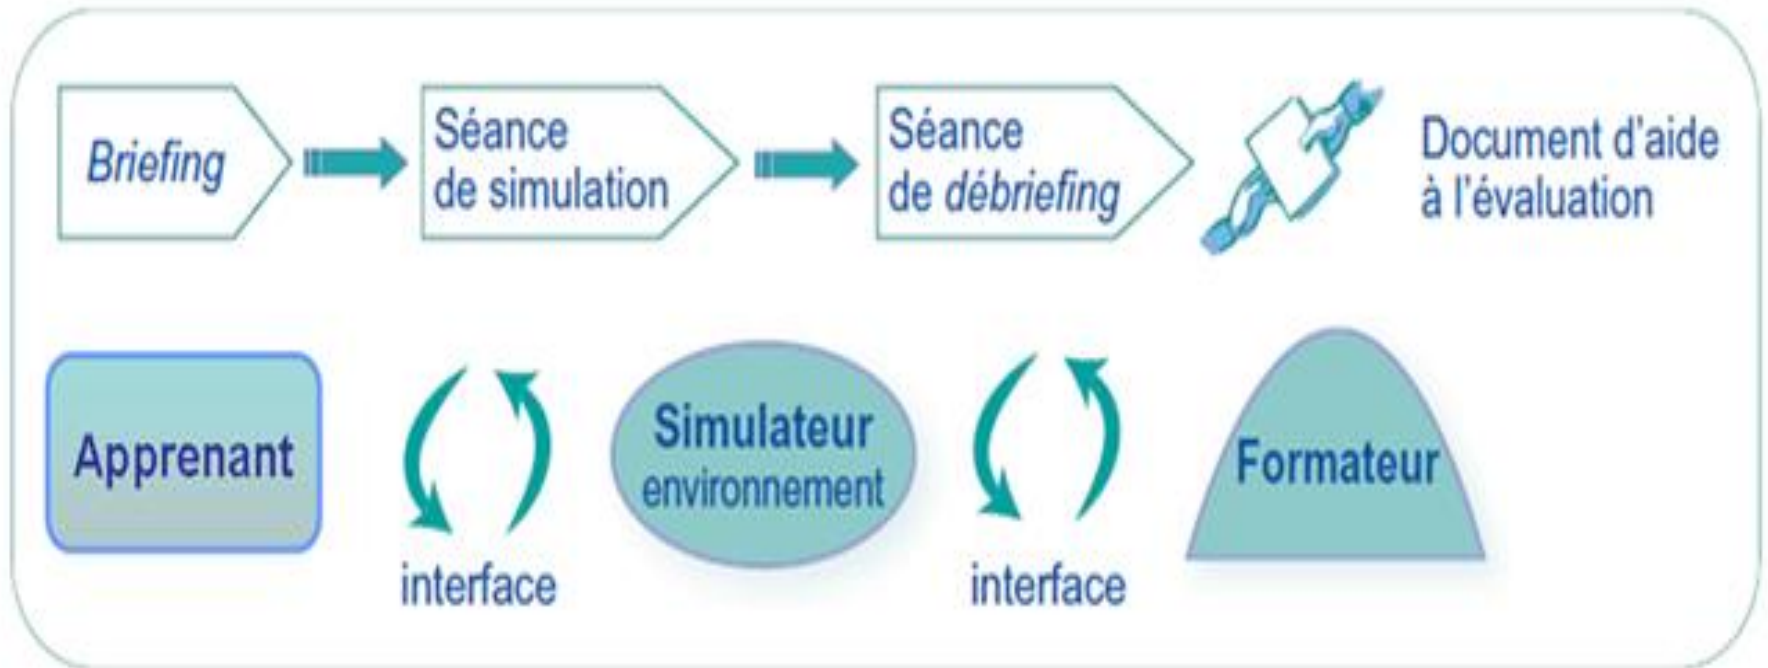 Briefing
Séance
de simulation
Séance
de débriefing
Document d'aide
à l'évaluation
Apprenant
interface
Simulateur
environnement
interface
Formateur